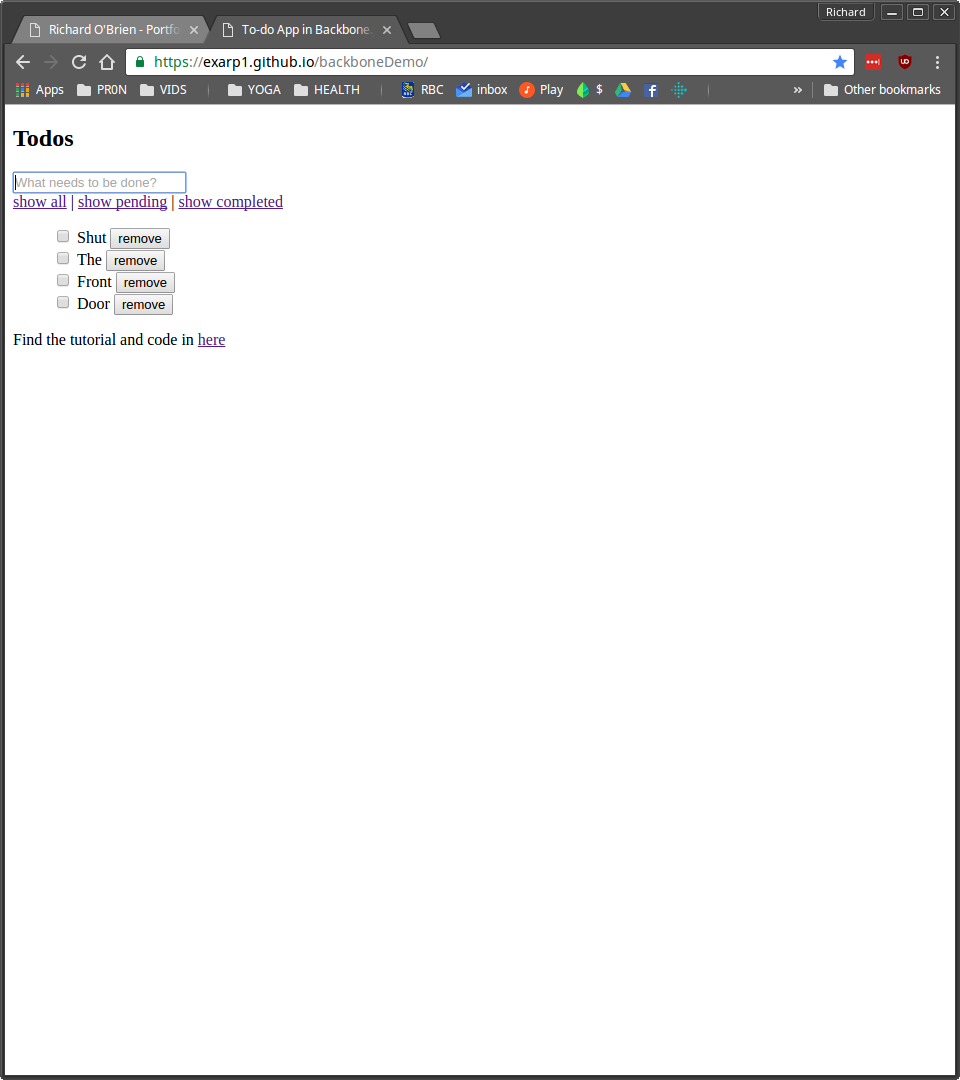 Richard
Richard O'Brien - Portfo
To-do App in Backbone.
https://exarp1.github.io/backboneDemo/
Apps PR0N VIDS | YOGA HEALTH | RBC inbox Play $ | » Other bookmarks
Todos
What needs to be done?
show all | show pending | show completed
Shut remove
The remove
Front remove
Door remove
Find the tutorial and code in here